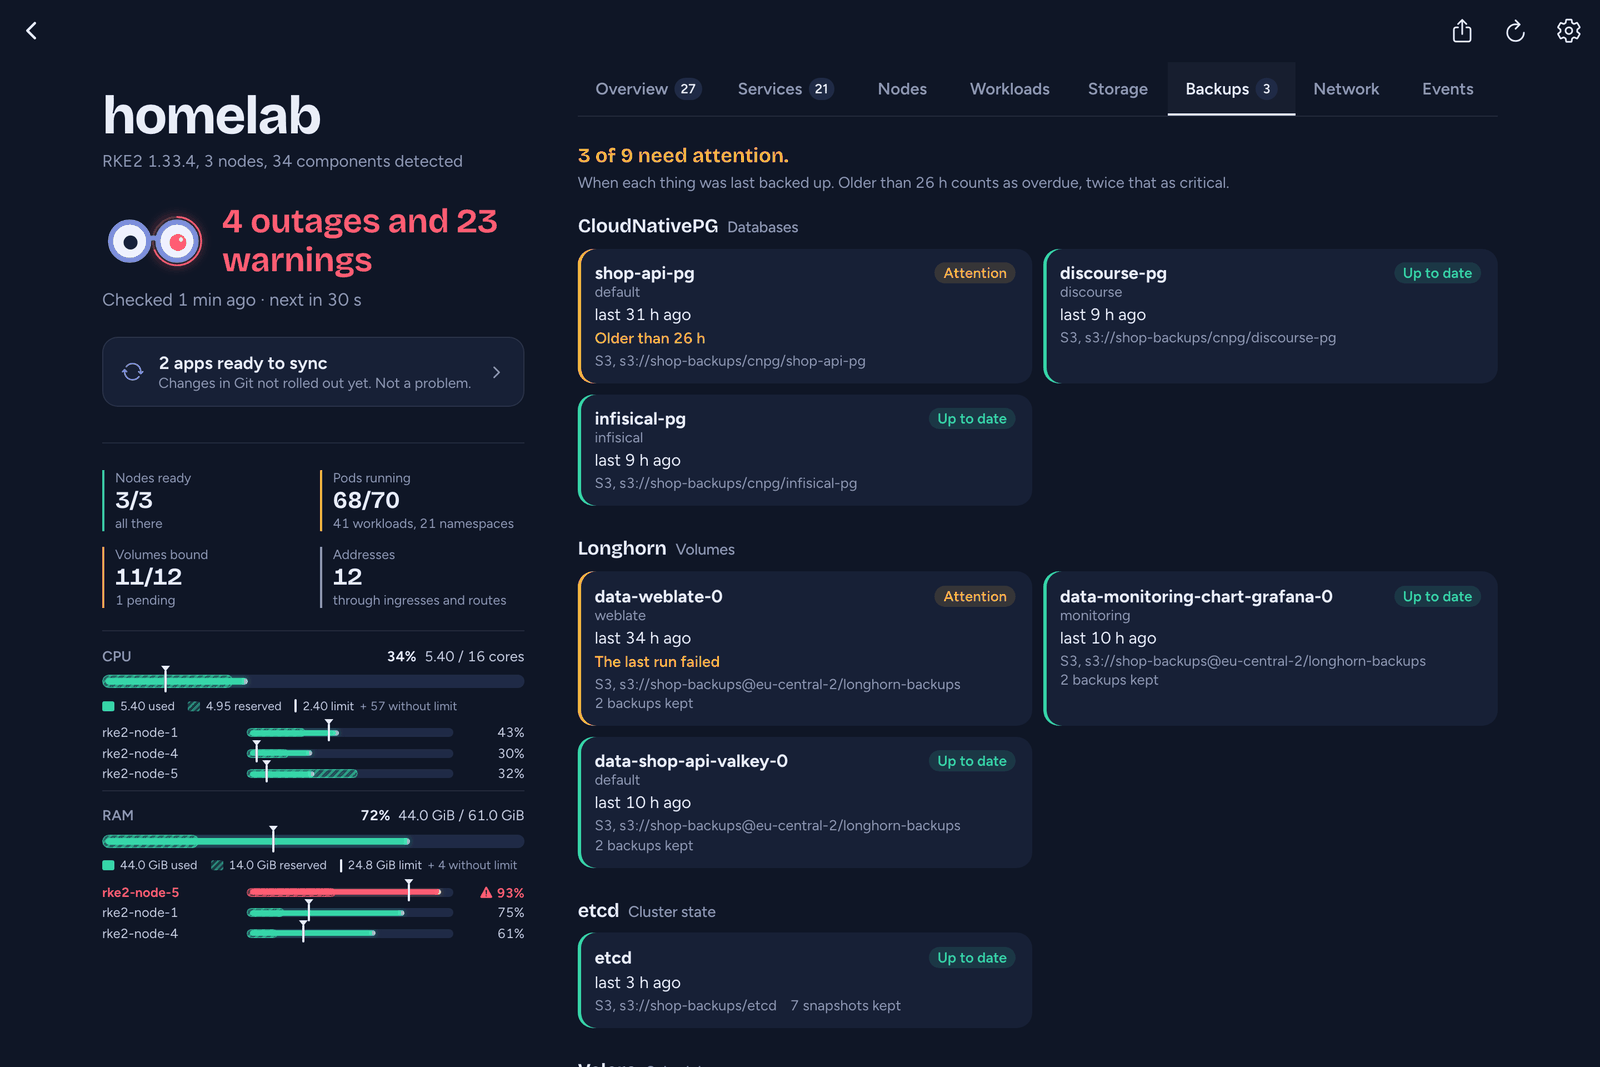 homelab
RKE2 1.33.4, 3 nodes, 34 components detected
4 outages and 23
warnings
Checked 1 min ago · next in 30 s
2 apps ready to sync
Changes in Git not rolled out yet. Not a problem.
Nodes ready
3/3
all there
Pods running
68/70
41 workloads, 21 namespaces
Volumes bound
11/12
1 pending
Addresses
12
through ingresses and routes
CPU 34% 5.40 / 16 cores
5.40 used 4.95 reserved 2.40 limit + 57 without limit
rke2-node-1 43%
rke2-node-4 30%
rke2-node-5 32%
RAM 72% 44.0 GiB / 61.0 GiB
44.0 GiB used 14.0 GiB reserved 24.8 GiB limit + 4 without limit
rke2-node-5 93%
rke2-node-1 75%
rke2-node-4 61%
Overview 27 Services 21 Nodes Workloads Storage Backups 3 Network Events
3 of 9 need attention.
When each thing was last backed up. Older than 26 h counts as overdue, twice that as critical.
CloudNativePG Databases
shop-api-pg Attention
default
last 31 h ago
Older than 26 h
S3, s3://shop-backups/cnpg/shop-api-pg
discourse-pg Up to date
discourse
last 9 h ago
S3, s3://shop-backups/cnpg/discourse-pg
infisical-pg Up to date
infisical
last 9 h ago
S3, s3://shop-backups/cnpg/infisical-pg
Longhorn Volumes
data-weblate-0 Attention
weblate
last 34 h ago
The last run failed
S3, s3://shop-backups@eu-central-2/longhorn-backups
2 backups kept
data-monitoring-chart-grafana-0 Up to date
monitoring
last 10 h ago
S3, s3://shop-backups@eu-central-2/longhorn-backups
2 backups kept
data-shop-api-valkey-0 Up to date
default
last 10 h ago
S3, s3://shop-backups@eu-central-2/longhorn-backups
2 backups kept
etcd Cluster state
etcd Up to date
last 3 h ago
S3, s3://shop-backups/etcd 7 snapshots kept